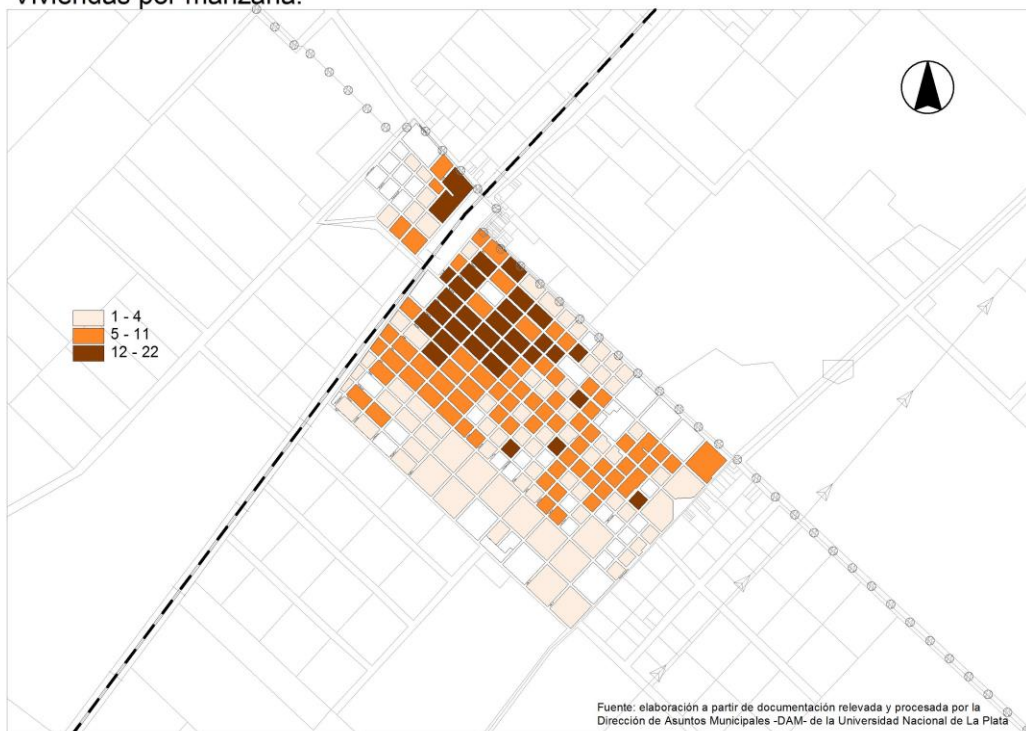 Viviendas por manzana.
1 - 4
5 - 11
12 - 22
Fuente: elaboración a partir de documentación relevada y procesada por la
Dirección de Asuntos Municipales -DAM- de la Universidad Nacional de La Plata